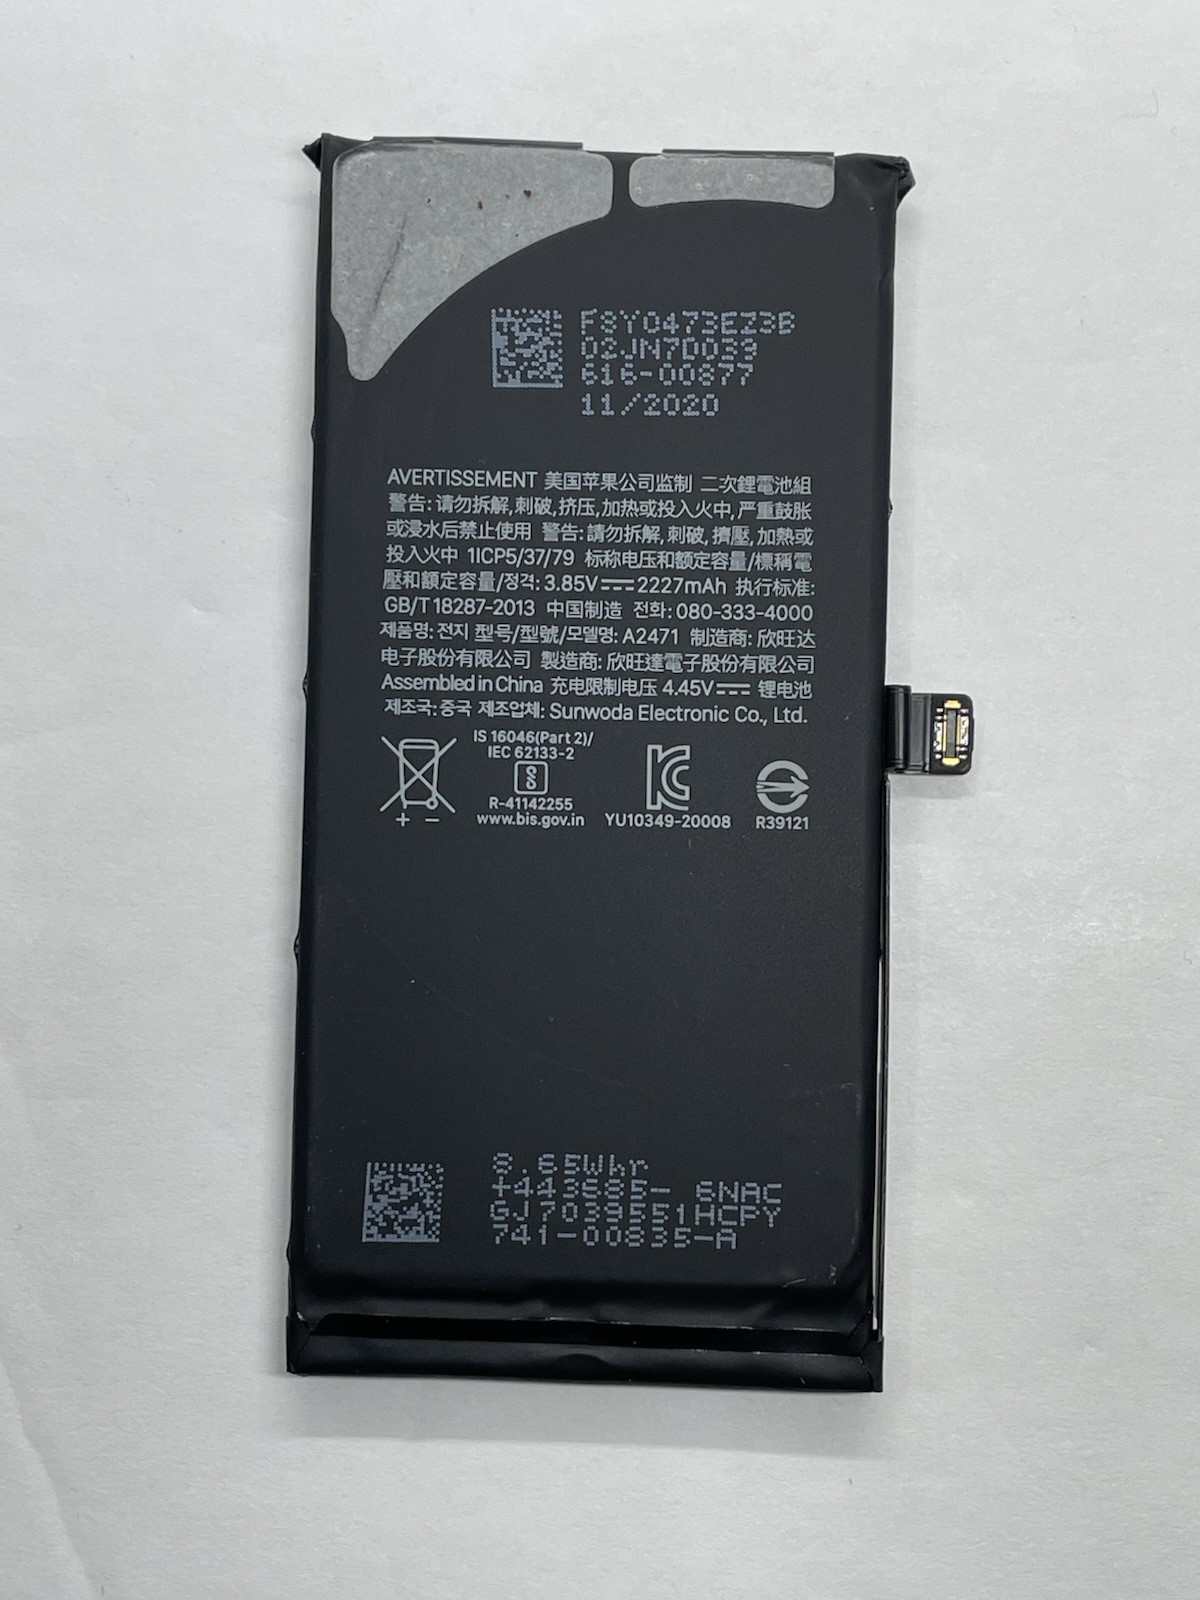 F8Y0473EZ3B
02JN7D039
616-00877
11/2020
AVERTISSEMENT 美国苹果公司监制 二次鋰電池組
警告: 请勿拆解, 刺破, 挤压, 加热或投入火中, 严重鼓胀
或浸水后禁止使用 警告: 請勿拆解, 刺破, 擠壓, 加熱或
投入火中 1ICP5/37/79 标称电压和额定容量/標稱電
壓和額定容量/정격: 3.85V⎓2227mAh 执行标准:
GB/T 18287-2013 中国制造 전화: 080-333-4000
제품명: 전지 型号/型號/모델명: A2471 制造商: 欣旺达
电子股份有限公司 製造商: 欣旺達電子股份有限公司
Assembled in China 充电限制电压 4.45V⎓ 锂电池
제조국: 중국 제조업체: Sunwoda Electronic Co., Ltd.
IS 16046(Part 2)/
IEC 62133-2
R-41142255
www.bis.gov.in
YU10349-20008
R39121
+ −
8.65Whr
+443685- 6NAC
GJ7039551HCPY
741-00835-A